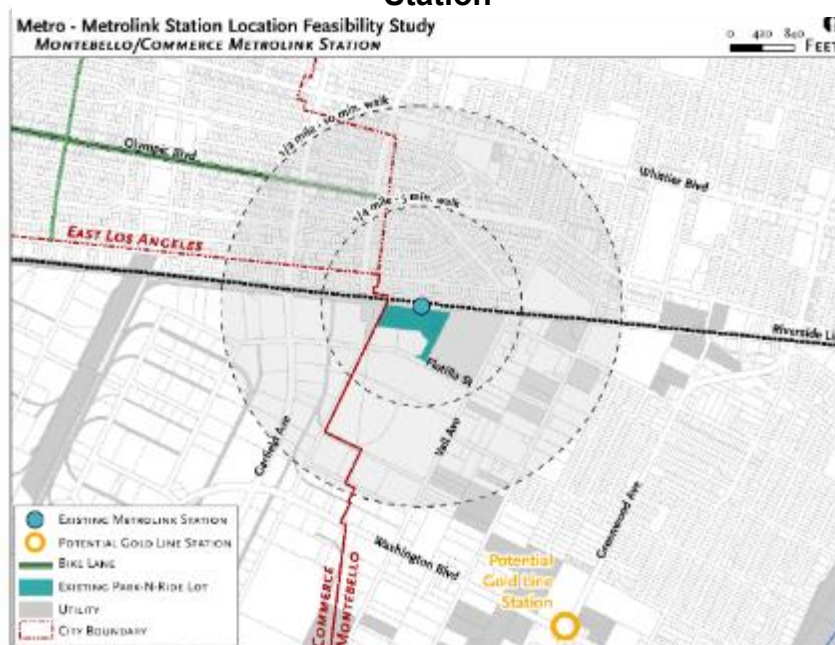 Station
Metro - Metrolink Station Location Feasibility Study
MONTEBELLO/COMMERCE METROLINK STATION
0 420 840
FEET
1/2 mile - 10 min. walk
Olympic Blvd
Whittier Blvd
1/4 mile - 5 min. walk
EAST LOS ANGELES
Riverside Li
Flotilla St
Garfield Ave
Vail Ave
Greenwood Ave
Washington Blvd
Potential
Gold Line
Station
COMMERCE
MONTEBELLO
EXISTING METROLINK STATION
POTENTIAL GOLD LINE STATION
BIKE LANE
EXISTING PARK-N-RIDE LOT
UTILITY
CITY BOUNDARY